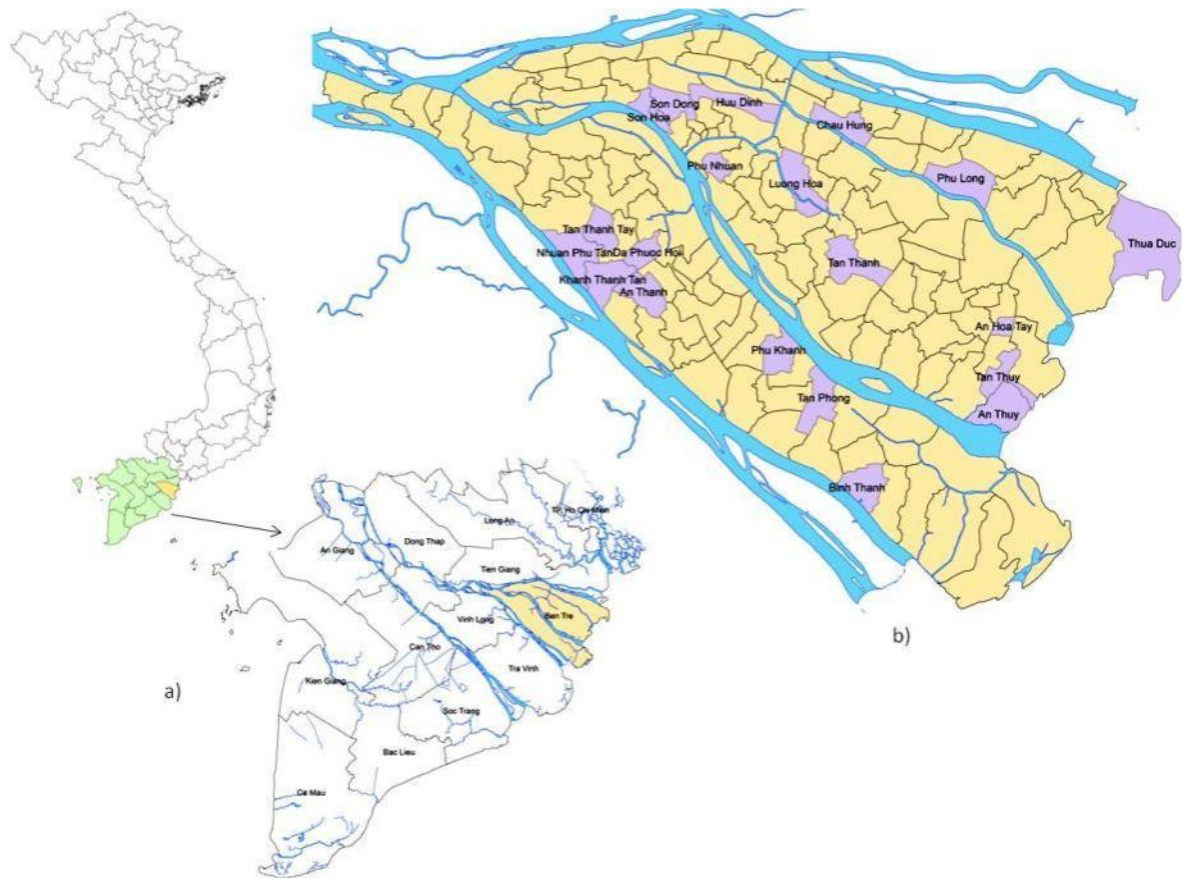 Son Dong
Huu Dinh
Son Hoa
Chau Hung
Phu Nhuan
Luong Hoa
Phu Long
Tan Thanh Tay
Thua Duc
Nhuan Phu Tan
Da Phuoc Hoi
Tan Thanh
Khanh Thanh Tan
An Thanh
An Hoa Tay
Phu Khanh
Tan Thuy
Tan Phong
An Thuy
Binh Thanh
b)
Long An
TP. Ho Chi Minh
An Giang
Dong Thap
Tien Giang
Ben Tre
Vinh Long
Can Tho
Tra Vinh
Kien Giang
a)
Soc Trang
Bac Lieu
Ca Mau